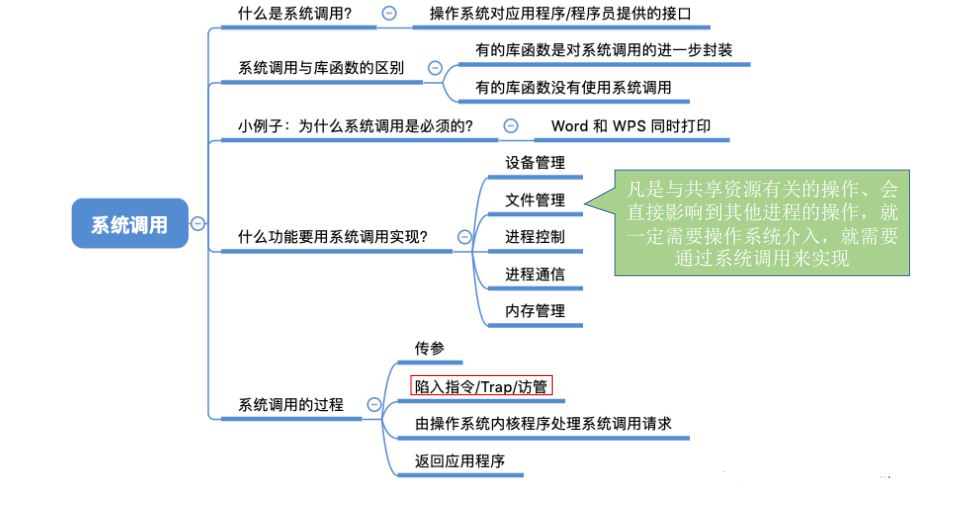 什么是系统调用?
操作系统对应用程序/程序员提供的接口
系统调用与库函数的区别
有的库函数是对系统调用的进一步封装
有的库函数没有使用系统调用
小例子：为什么系统调用是必须的?
Word 和 WPS 同时打印
系统调用
什么功能要用系统调用实现?
设备管理
文件管理
进程控制
进程通信
内存管理
凡是与共享资源有关的操作、会
直接影响到其他进程的操作，就
一定需要操作系统介入，就需要
通过系统调用来实现
系统调用的过程
传参
陷入指令/Trap/访管
由操作系统内核程序处理系统调用请求
返回应用程序